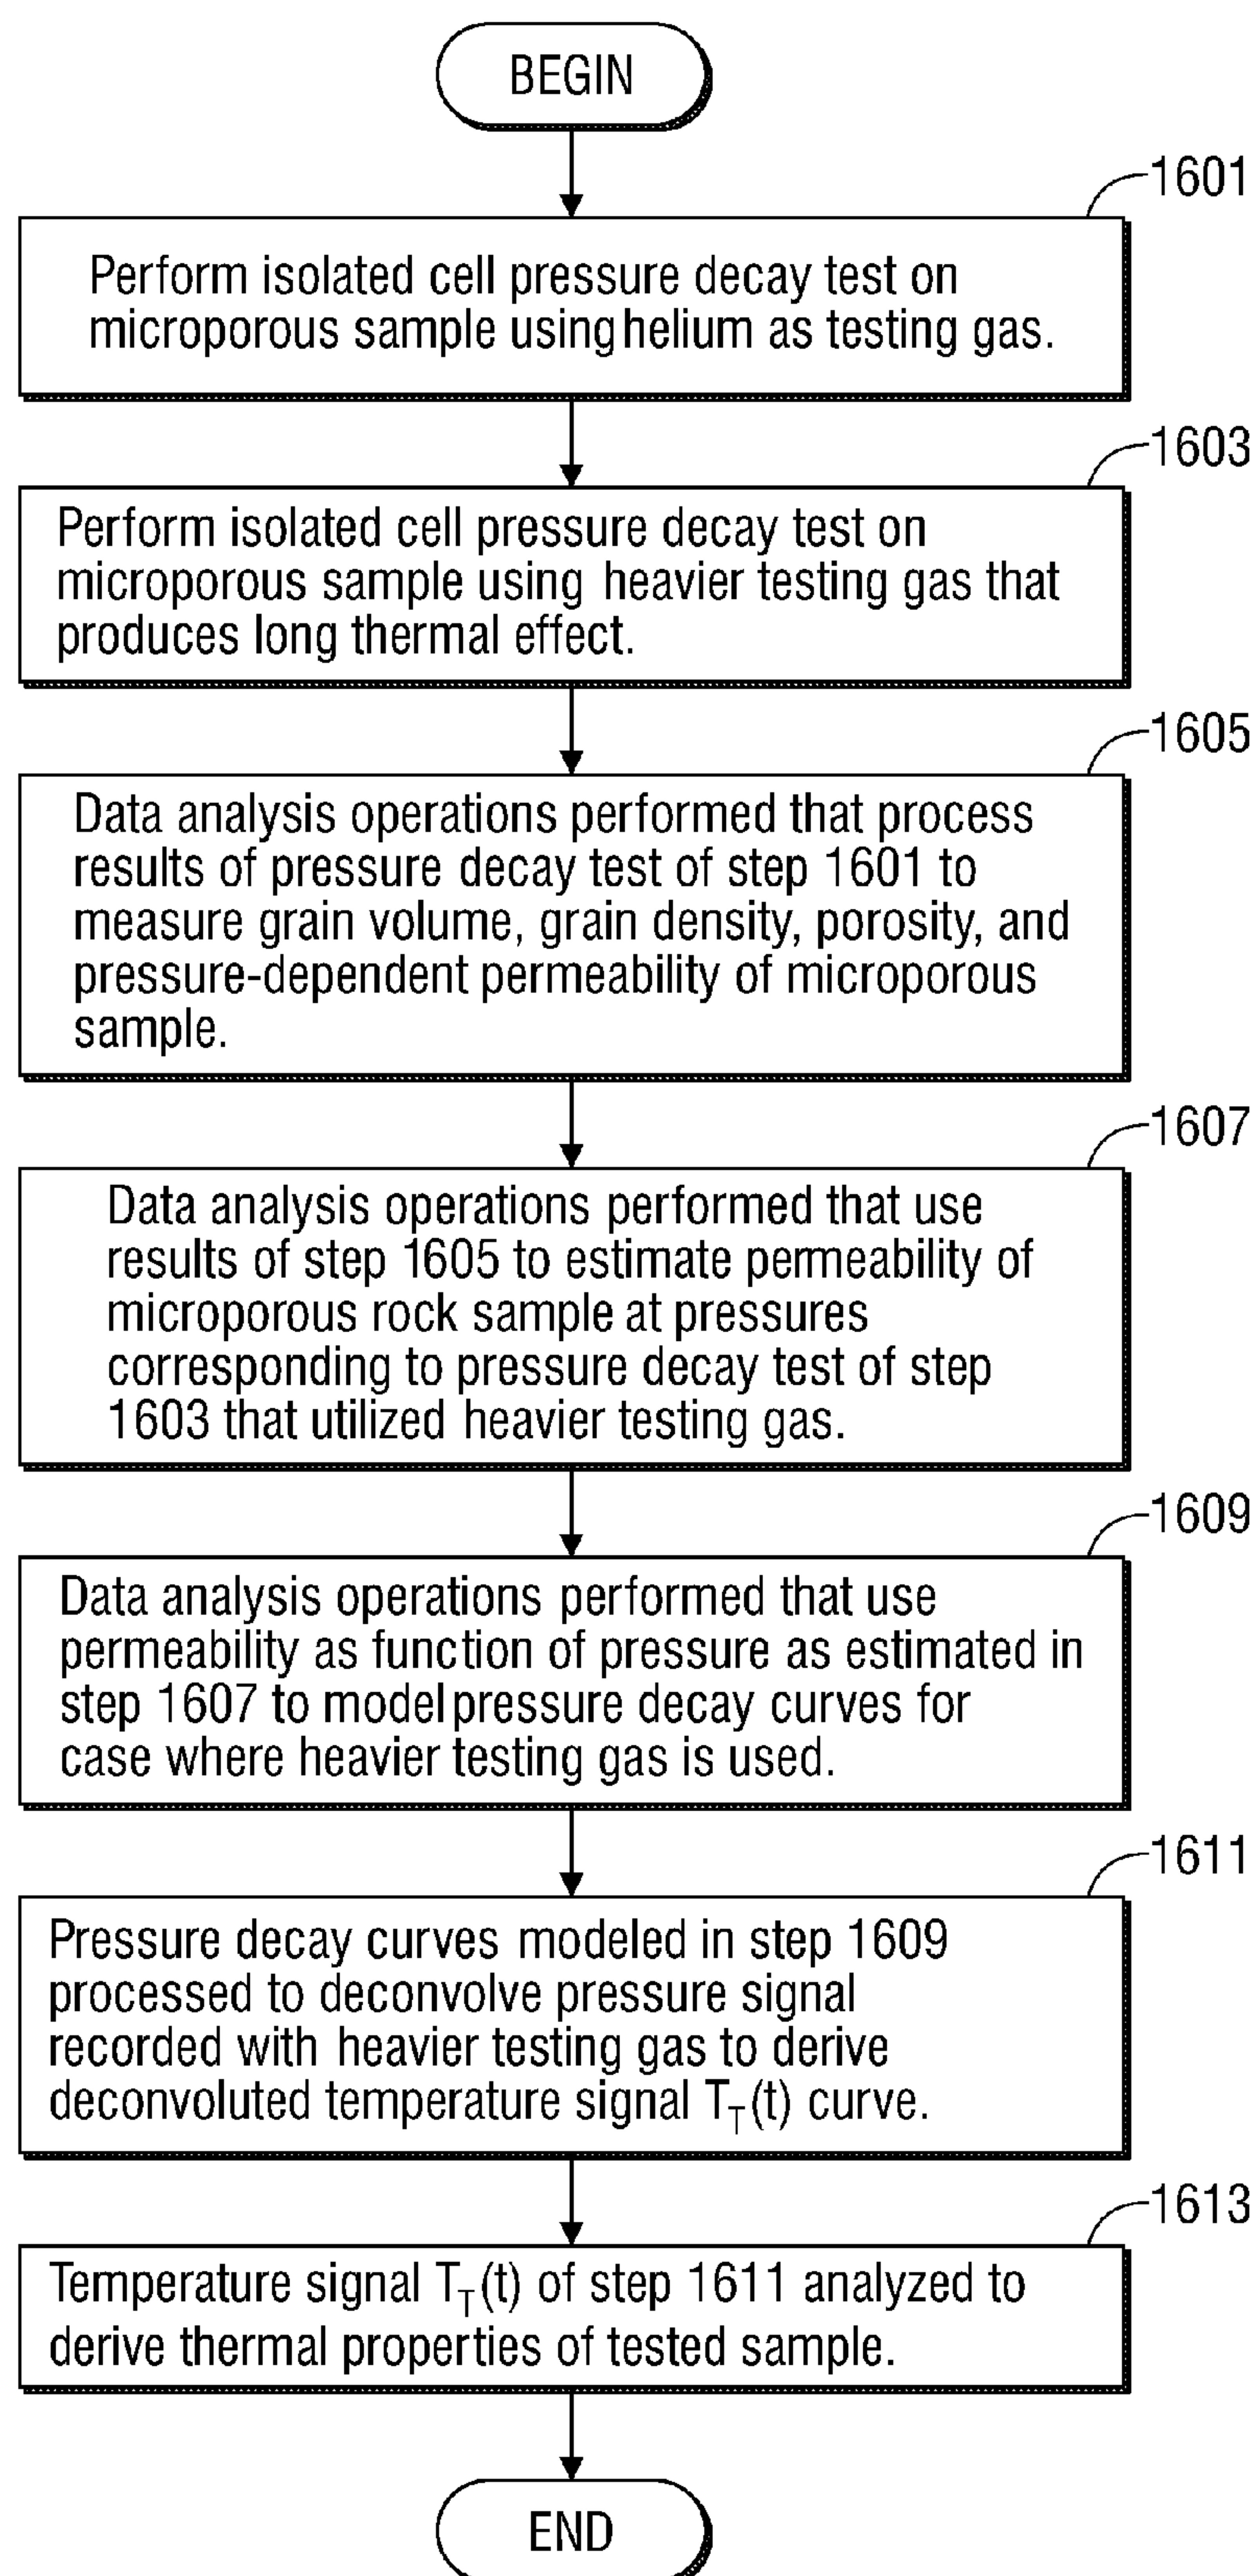 BEGIN
1601
Perform isolated cell pressure decay test on
microporous sample using helium as testing gas.
1603
Perform isolated cell pressure decay test on
microporous sample using heavier testing gas that
produces long thermal effect.
1605
Data analysis operations performed that process
results of pressure decay test of step 1601 to
measure grain volume, grain density, porosity, and
pressure-dependent permeability of microporous
sample.
1607
Data analysis operations performed that use
results of step 1605 to estimate permeability of
microporous rock sample at pressures
corresponding to pressure decay test of step
1603 that utilized heavier testing gas.
1609
Data analysis operations performed that use
permeability as function of pressure as estimated in
step 1607 to model pressure decay curves for
case where heavier testing gas is used.
1611
Pressure decay curves modeled in step 1609
processed to deconvolve pressure signal
recorded with heavier testing gas to derive
deconvoluted temperature signal T_T(t) curve.
1613
Temperature signal T_T(t) of step 1611 analyzed to
derive thermal properties of tested sample.
END